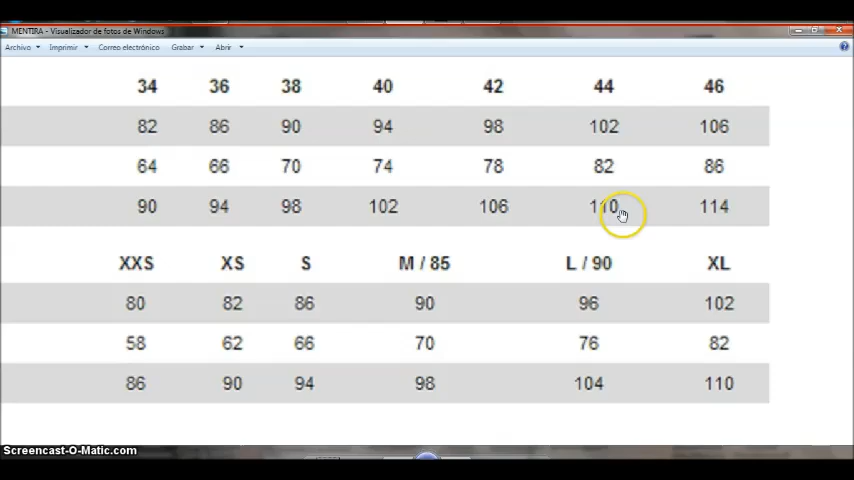 MENTIRA - Visualizador de fotos de Windows
Archivo Imprimir Correo electrónico Grabar Abrir
34 36 38 40 42 44 46
82 86 90 94 98 102 106
64 66 70 74 78 82 86
90 94 98 102 106 110 114
XXS XS S M / 85 L / 90 XL
80 82 86 90 96 102
58 62 66 70 76 82
86 90 94 98 104 110
Screencast-O-Matic.com